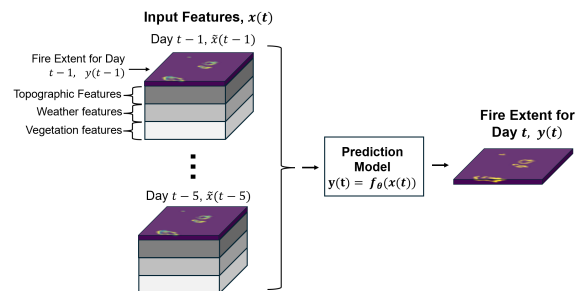 Input Features, x(t)
Day t − 1, x̃(t − 1)
Fire Extent for Day
t − 1, y(t − 1)
Topographic Features
Weather features
Vegetation features
Day t − 5, x̃(t − 5)
Prediction
Model
y(t) = f_θ(x(t))
Fire Extent for
Day t, y(t)